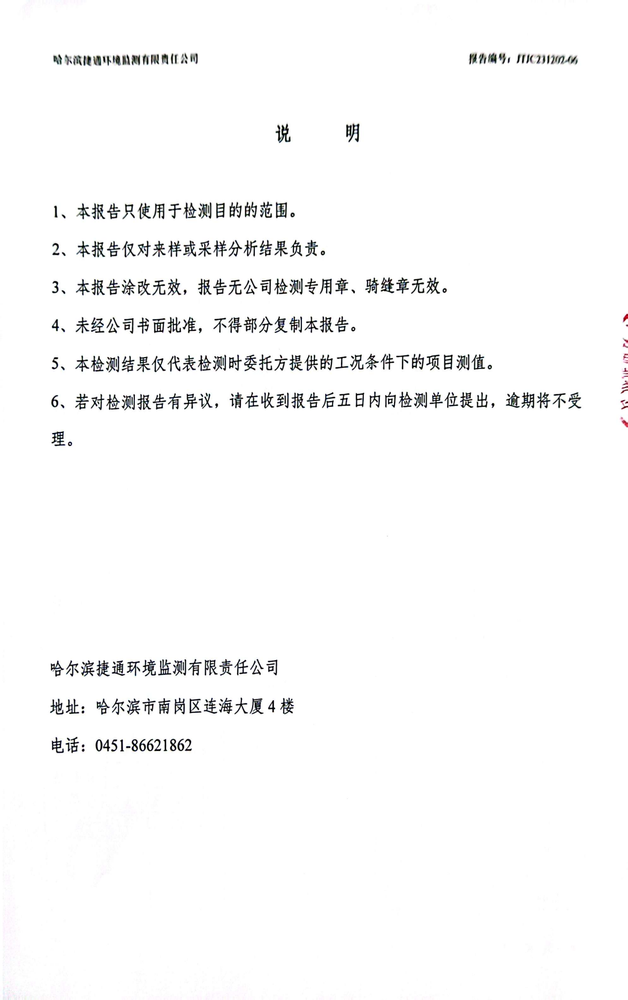 哈尔滨捷通环境监测有限责任公司
报告编号：JTJC231202-06
说 明
1、本报告只使用于检测目的的范围。
2、本报告仅对来样或采样分析结果负责。
3、本报告涂改无效，报告无公司检测专用章、骑缝章无效。
4、未经公司书面批准，不得部分复制本报告。
5、本检测结果仅代表检测时委托方提供的工况条件下的项目测值。
6、若对检测报告有异议，请在收到报告后五日内向检测单位提出，逾期将不受
理。
哈尔滨捷通环境监测有限责任公司
地址：哈尔滨市南岗区连海大厦 4 楼
电话：0451-86621862